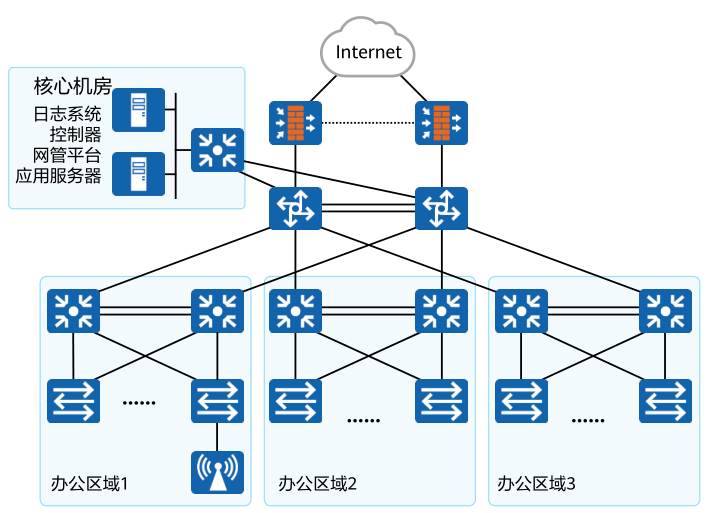 Internet
核心机房
日志系统
控制器
网管平台
应用服务器
......
......
......
办公区域1
办公区域2
办公区域3